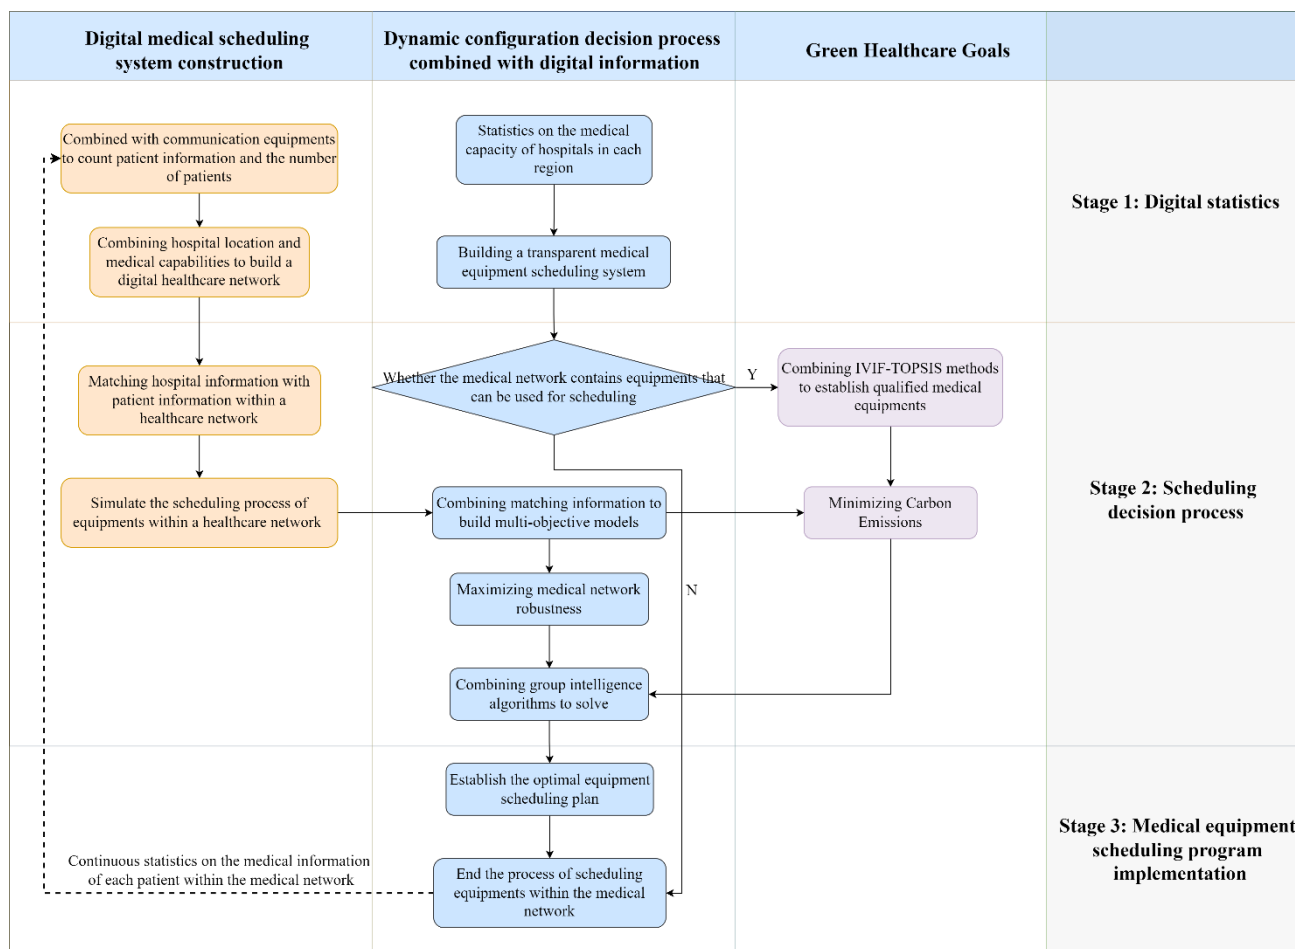 Digital medical scheduling
system construction
Dynamic configuration decision process
combined with digital information
Green Healthcare Goals
Combined with communication equipments
to count patient information and the number
of patients
Statistics on the medical
capacity of hospitals in each
region
Stage 1: Digital statistics
Combining hospital location and
medical capabilities to build a
digital healthcare network
Building a transparent medical
equipment scheduling system
Matching hospital information with
patient information within a
healthcare network
Whether the medical network contains equipments that
can be used for scheduling
Y
Combining IVIF-TOPSIS methods
to establish qualified medical
equipments
Simulate the scheduling process of
equipments within a healthcare network
Combining matching information to
build multi-objective models
Minimizing Carbon
Emissions
Stage 2: Scheduling
decision process
Maximizing medical network
robustness
N
Combining group intelligence
algorithms to solve
Establish the optimal equipment
scheduling plan
Stage 3: Medical equipment
scheduling program
implementation
Continuous statistics on the medical information
of each patient within the medical network
End the process of scheduling
equipments within the medical
network